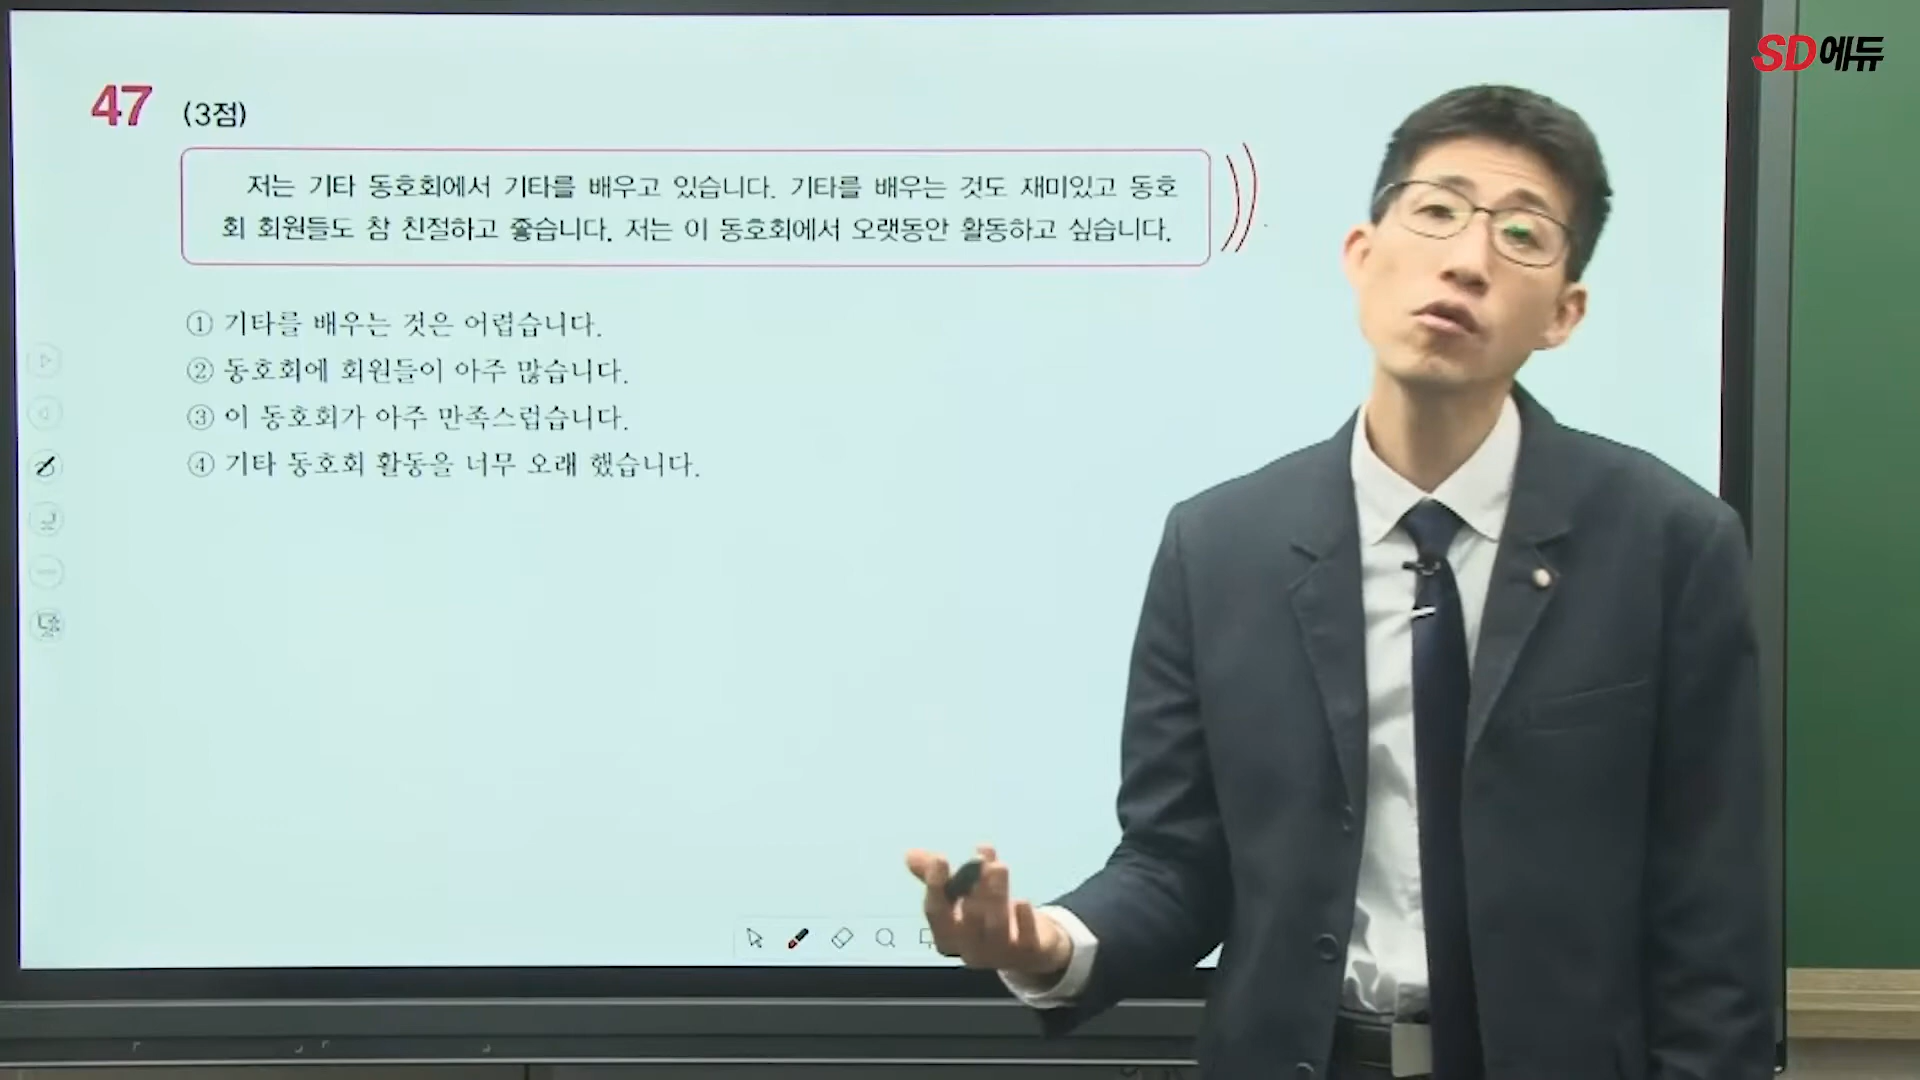 SD에듀
47 (3점)
저는 기타 동호회에서 기타를 배우고 있습니다. 기타를 배우는 것도 재미있고 동호
회 회원들도 참 친절하고 좋습니다. 저는 이 동호회에서 오랫동안 활동하고 싶습니다.
① 기타를 배우는 것은 어렵습니다.
② 동호회에 회원들이 아주 많습니다.
③ 이 동호회가 아주 만족스럽습니다.
④ 기타 동호회 활동을 너무 오래 했습니다.